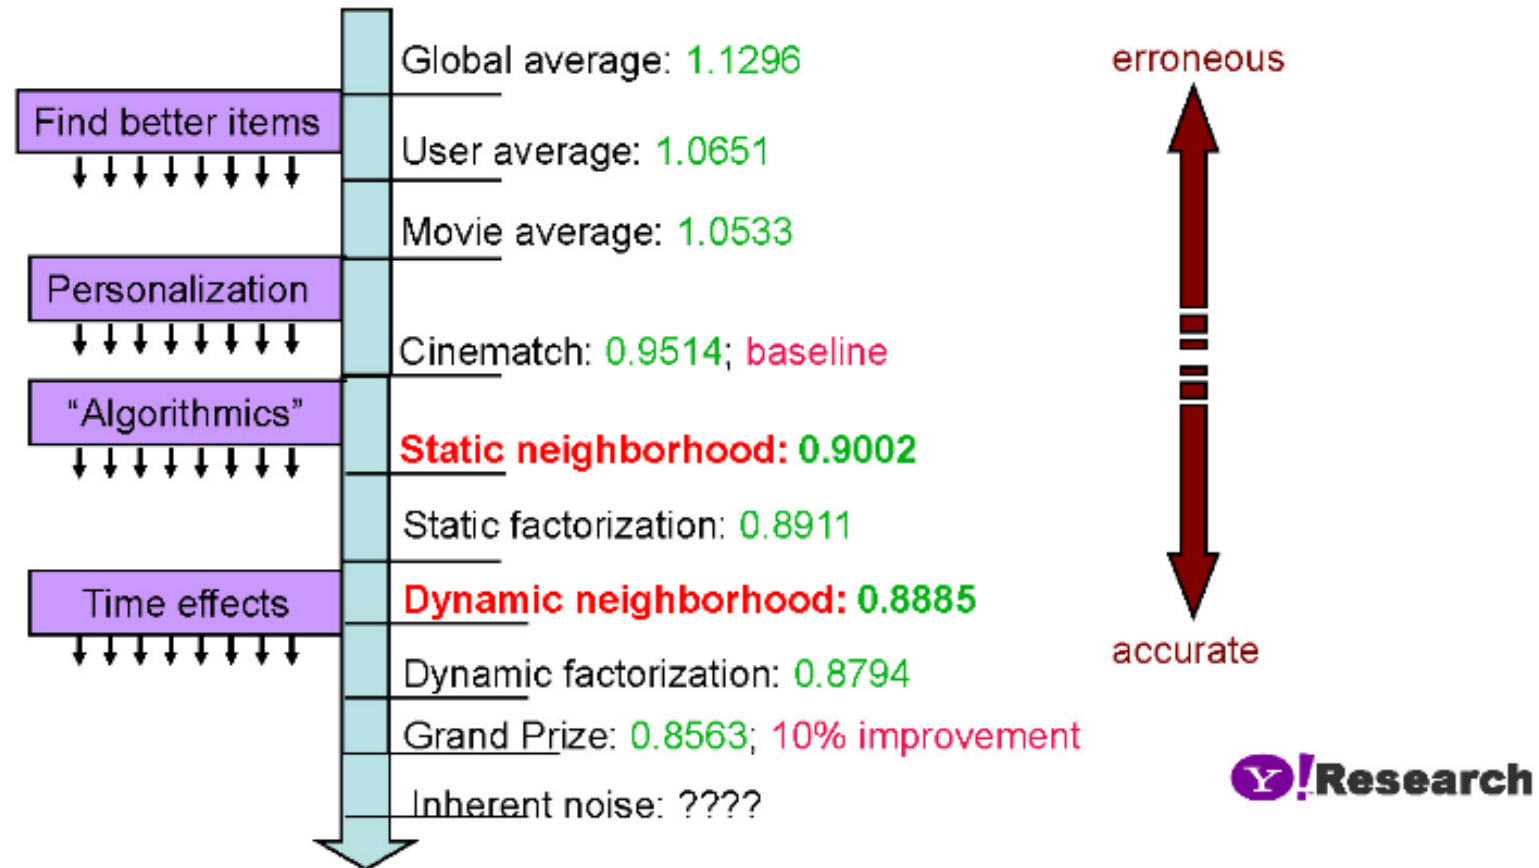 Global average: 1.1296
erroneous
Find better items
User average: 1.0651
Movie average: 1.0533
Personalization
Cinematch: 0.9514; baseline
“Algorithmics”
Static neighborhood: 0.9002
Static factorization: 0.8911
Time effects
Dynamic neighborhood: 0.8885
accurate
Dynamic factorization: 0.8794
Grand Prize: 0.8563; 10% improvement
Y!Research
Inherent noise: ????